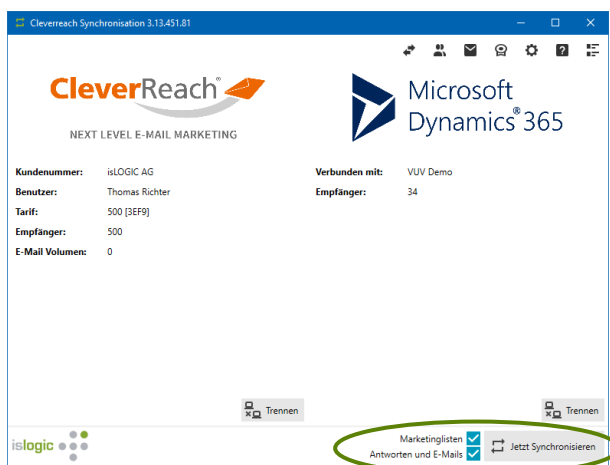 Cleverreach Synchronisation 3.13.451.81
CleverReach®
NEXT LEVEL E-MAIL MARKETING
Microsoft
Dynamics® 365
Kundenummer: isLOGIC AG
Benutzer: Thomas Richter
Tarif: 500 [3EF9]
Empfänger: 500
E-Mail Volumen: 0
Verbunden mit: VUV Demo
Empfänger: 34
Trennen
Trennen
islogic
Marketinglisten
Antworten und E-Mails
Jetzt Synchronisieren